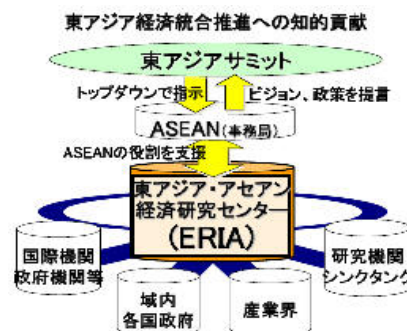 東アジア経済統合推進への知的貢献
東アジアサミット
トップダウンで指示
ビジョン、政策を提言
ASEAN(事務局)
ASEANの役割を支援
東アジア・アセアン
経済研究センター
(ERIA)
国際機関
政府機関等
域内
各国政府
産業界
研究機関
シンクタンク